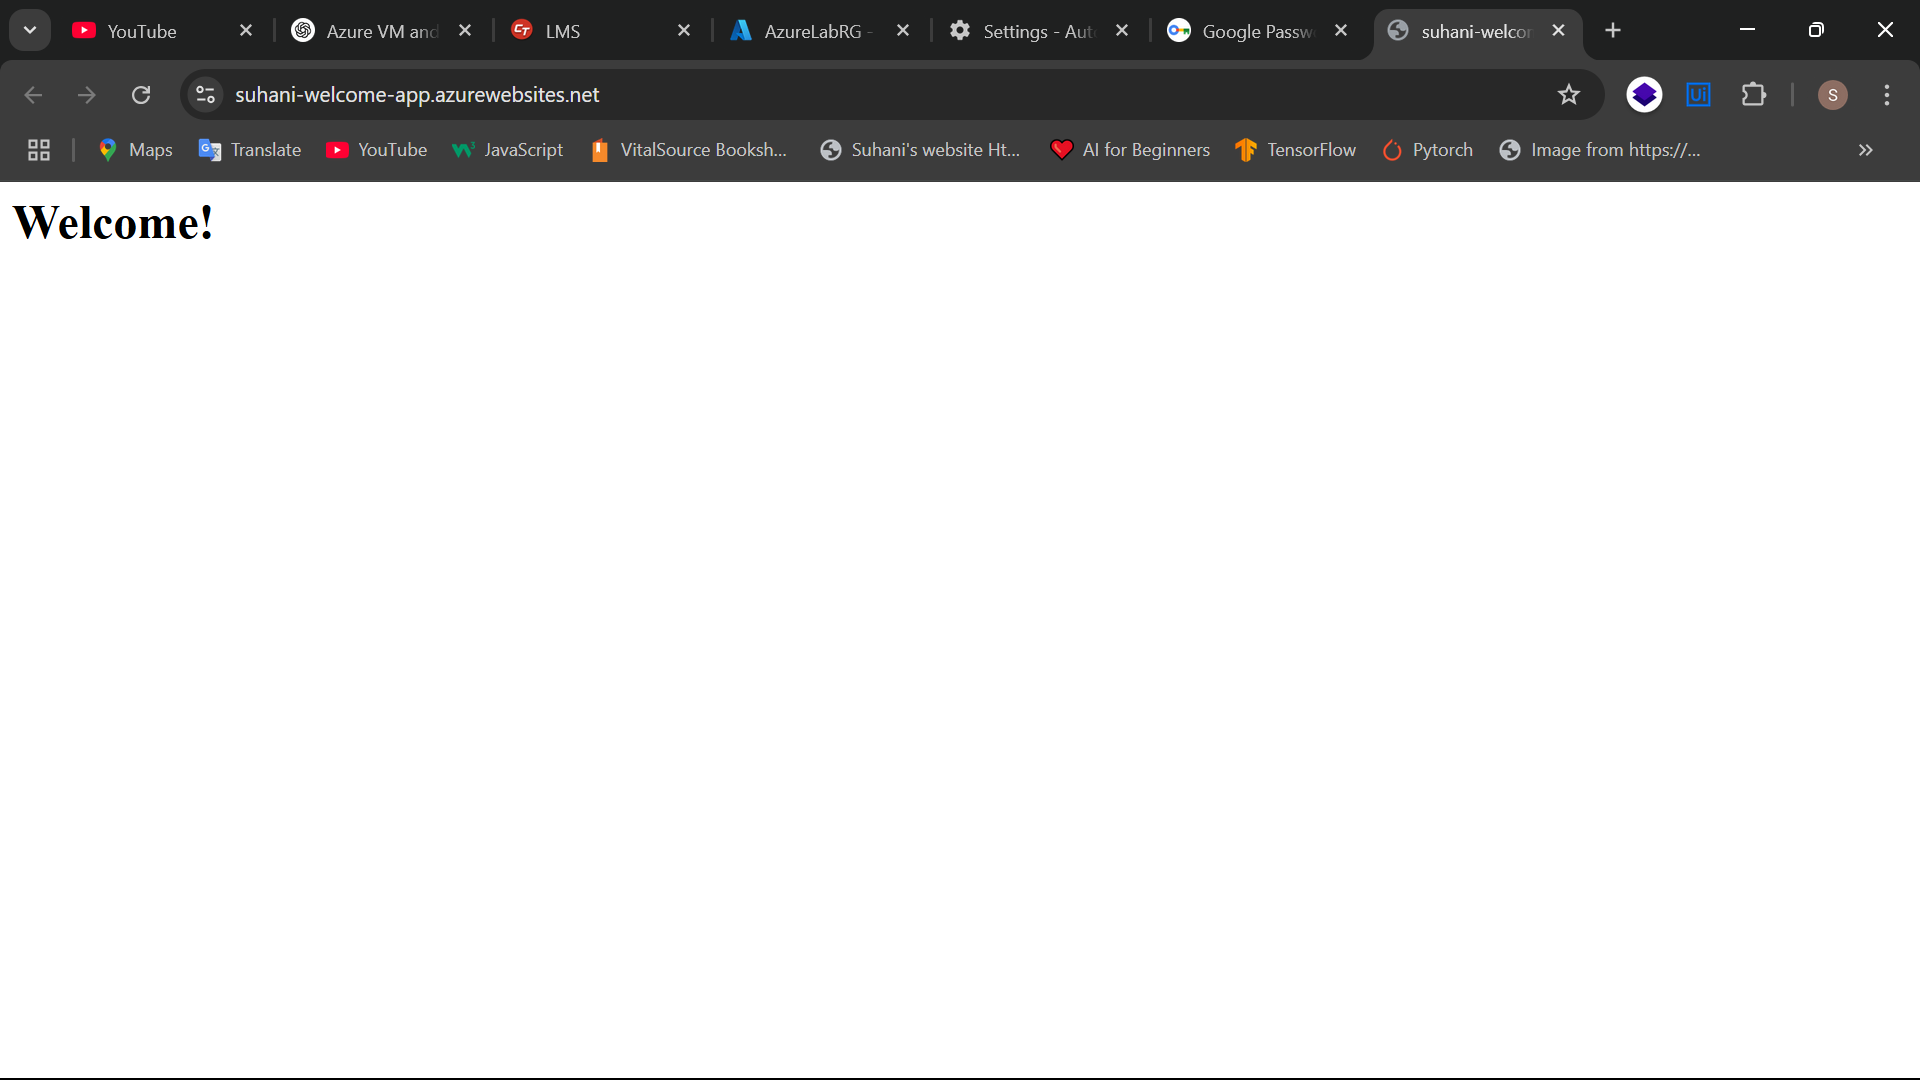 YouTube
Azure VM and
LMS
AzureLabRG -
Settings - Aut
Google Passw
suhani-welcor
suhani-welcome-app.azurewebsites.net
Ui
S
Maps
Translate
YouTube
JavaScript
VitalSource Booksh...
Suhani's website Ht...
AI for Beginners
TensorFlow
Pytorch
Image from https://...
Welcome!